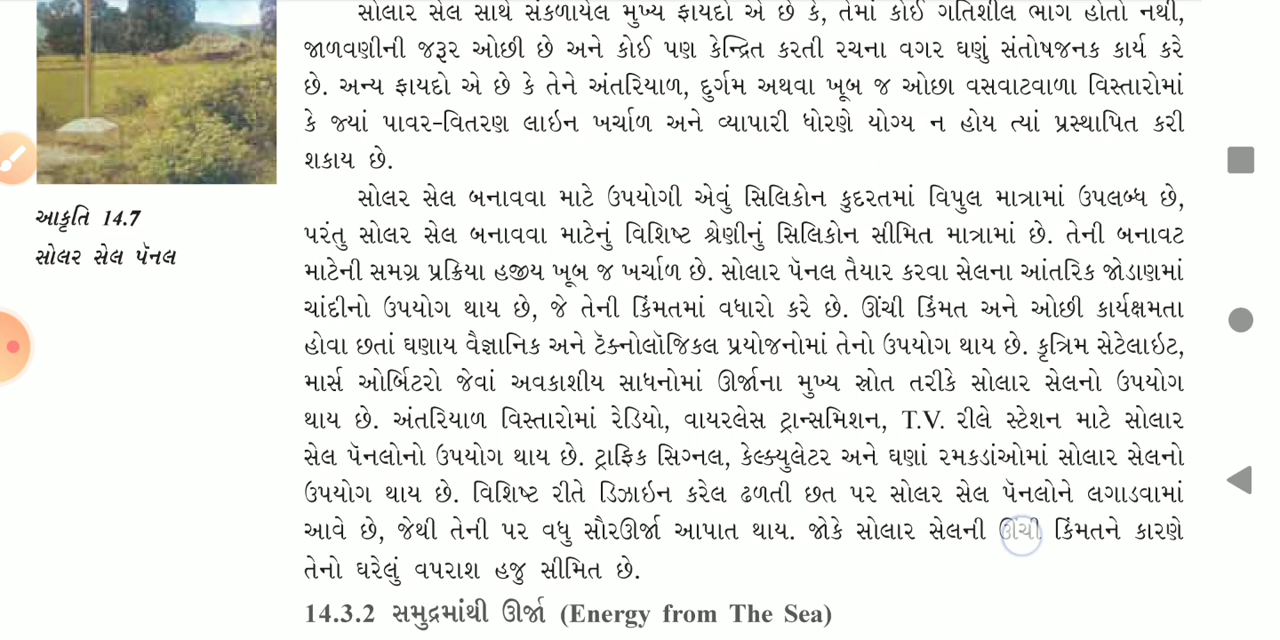 સોલાર સેલ સાથે સંકળાયેલ મુખ્ય ફાયદો એ છે કે, તેમાં કોઈ ગતિશીલ ભાગ હોતો નથી,
જાળવણીની જરૂર ઓછી છે અને કોઈ પણ કેન્દ્રિત કરતી રચના વગર ઘણું સંતોષજનક કાર્ય કરે
છે. અન્ય ફાયદો એ છે કે તેને અંતરિયાળ, દુર્ગમ અથવા ખૂબ જ ઓછા વસવાટવાળા વિસ્તારોમાં
કે જ્યાં પાવર-વિતરણ લાઇન ખર્ચાળ અને વ્યાપારી ધોરણે યોગ્ય ન હોય ત્યાં પ્રસ્થાપિત કરી
શકાય છે.
સોલર સેલ બનાવવા માટે ઉપયોગી એવું સિલિકોન કુદરતમાં વિપુલ માત્રામાં ઉપલબ્ધ છે,
પરંતુ સોલર સેલ બનાવવા માટેનું વિશિષ્ટ શ્રેણીનું સિલિકોન સીમિત માત્રામાં છે. તેની બનાવટ
માટેની સમગ્ર પ્રક્રિયા હજીય ખૂબ જ ખર્ચાળ છે. સોલાર પૅનલ તૈયાર કરવા સેલના આંતરિક જોડાણમાં
ચાંદીનો ઉપયોગ થાય છે, જે તેની કિંમતમાં વધારો કરે છે. ઊંચી કિંમત અને ઓછી કાર્યક્ષમતા
હોવા છતાં ઘણાય વૈજ્ઞાનિક અને ટૅક્નોલૉજિકલ પ્રયોજનોમાં તેનો ઉપયોગ થાય છે. કૃત્રિમ સેટેલાઇટ,
માર્સ ઓર્બિટરો જેવાં અવકાશીય સાધનોમાં ઊર્જાના મુખ્ય સ્રોત તરીકે સોલાર સેલનો ઉપયોગ
થાય છે. અંતરિયાળ વિસ્તારોમાં રેડિયો, વાયરલેસ ટ્રાન્સમિશન, T.V. રીલે સ્ટેશન માટે સોલાર
સેલ પૅનલોનો ઉપયોગ થાય છે. ટ્રાફિક સિગ્નલ, કેલ્ક્યુલેટર અને ઘણાં રમકડાંઓમાં સોલાર સેલનો
ઉપયોગ થાય છે. વિશિષ્ટ રીતે ડિઝાઇન કરેલ ઢળતી છત પર સોલર સેલ પૅનલોને લગાડવામાં
આવે છે, જેથી તેની પર વધુ સૌરઊર્જા આપાત થાય. જોકે સોલાર સેલની ઊંચી કિંમતને કારણે
તેનો ઘરેલું વપરાશ હજુ સીમિત છે.
આકૃતિ 14.7
સોલર સેલ પૅનલ
14.3.2 સમુદ્રમાંથી ઊર્જા (Energy from The Sea)